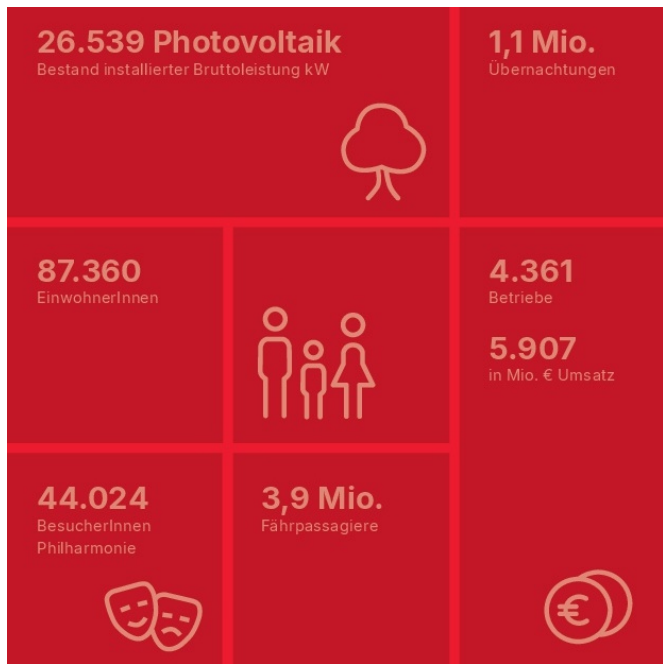 26.539 Photovoltaik
Bestand installierter Bruttoleistung kW
1,1 Mio.
Übernachtungen
87.360
EinwohnerInnen
4.361
Betriebe
5.907
in Mio. € Umsatz
44.024
BesucherInnen
Philharmonie
3,9 Mio.
Fährpassagiere
€